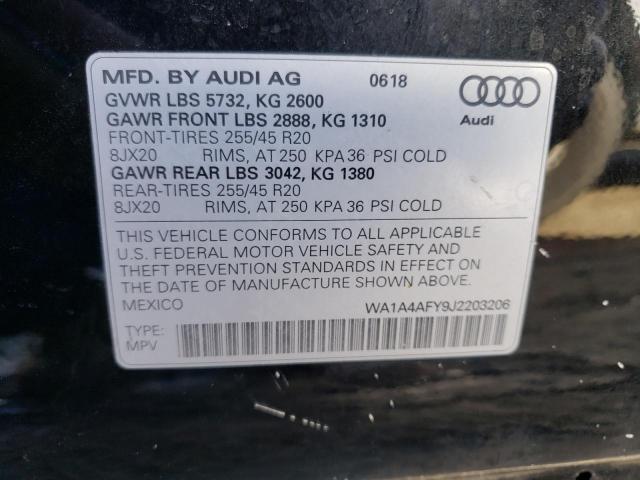 MFD. BY AUDI AG 0618
GVWR LBS 5732, KG 2600
GAWR FRONT LBS 2888, KG 1310
Audi
FRONT-TIRES 255/45 R20
8JX20 RIMS, AT 250 KPA 36 PSI COLD
GAWR REAR LBS 3042, KG 1380
REAR-TIRES 255/45 R20
8JX20 RIMS, AT 250 KPA 36 PSI COLD
THIS VEHICLE CONFORMS TO ALL APPLICABLE
U.S. FEDERAL MOTOR VEHICLE SAFETY AND
THEFT PREVENTION STANDARDS IN EFFECT ON
THE DATE OF MANUFACTURE SHOWN ABOVE.
MEXICO WA1A4AFY9J2203206
TYPE:
MPV